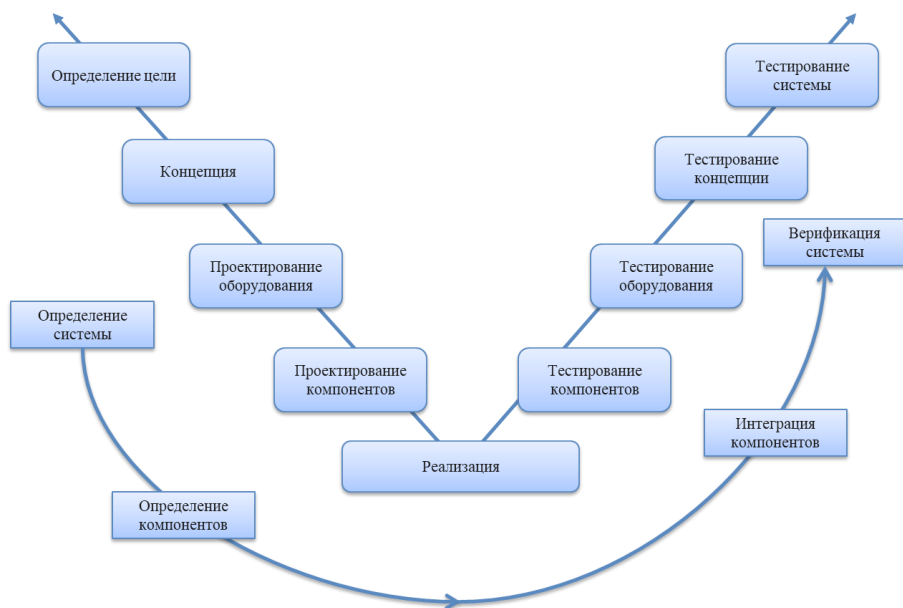 Определение цели
Тестирование
системы
Концепция
Тестирование
концепции
Проектирование
оборудования
Тестирование
оборудования
Верификация
системы
Определение
системы
Проектирование
компонентов
Тестирование
компонентов
Интеграция
компонентов
Реализация
Определение
компонентов